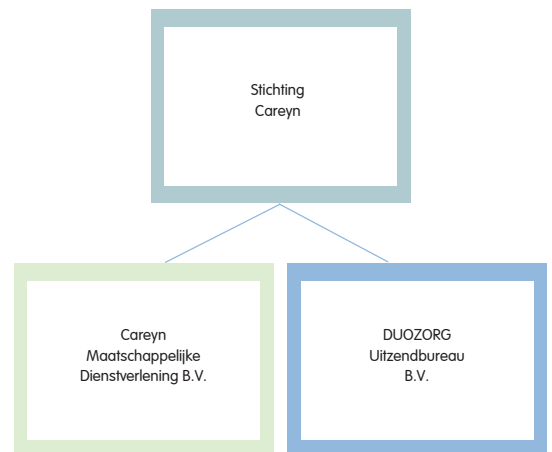 Stichting
Careyn
Careyn
Maatschappelijke
Dienstverlening B.V.
DUOZORG
Uitzendbureau
B.V.